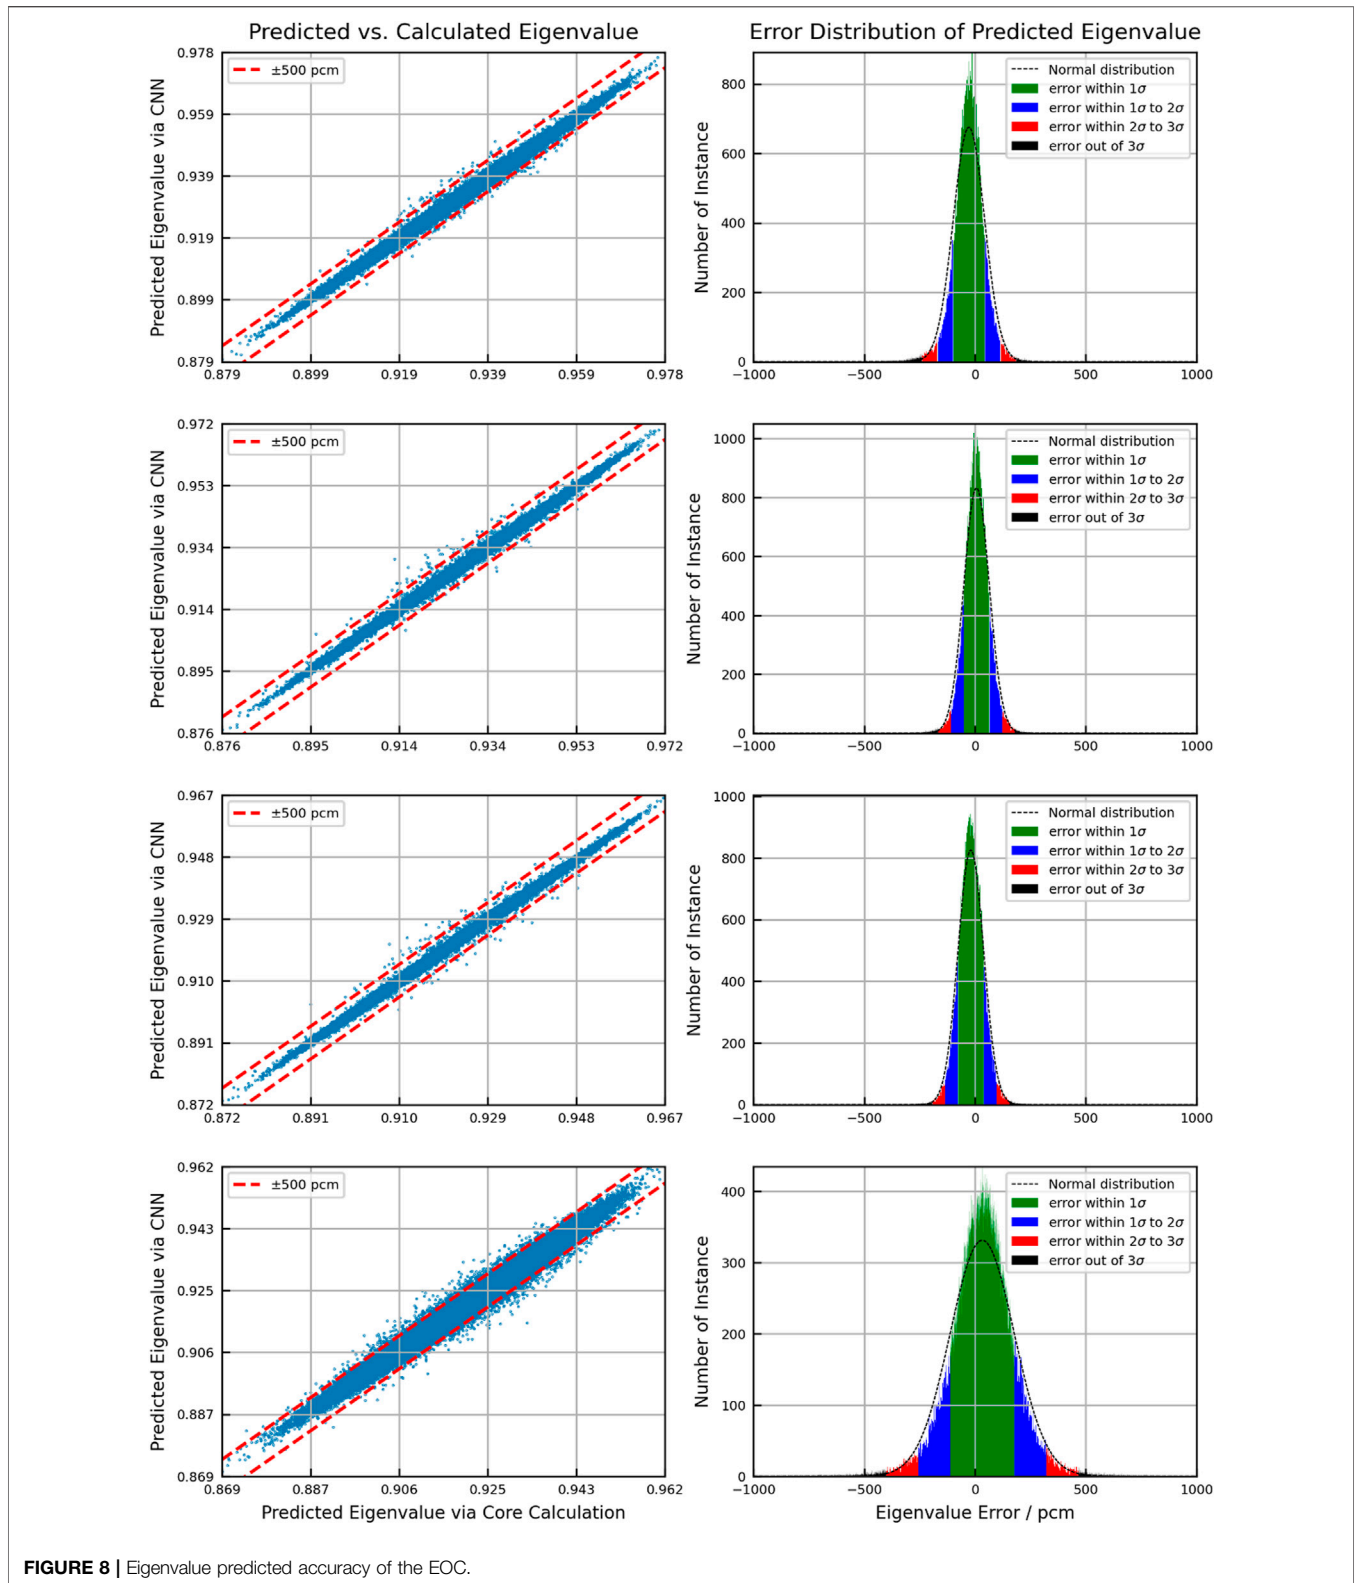 Predicted vs. Calculated Eigenvalue
Predicted Eigenvalue via CNN
0.978
0.959
0.939
0.919
0.899
0.879
±500 pcm
0.879 0.899 0.919 0.939 0.959 0.978
Error Distribution of Predicted Eigenvalue
Number of Instance
800
600
400
200
0
Normal distribution
error within 1σ
error within 1σ to 2σ
error within 2σ to 3σ
error out of 3σ
−1000 −500 0 500 1000
Predicted Eigenvalue via CNN
0.972
0.953
0.934
0.914
0.895
0.876
±500 pcm
0.876 0.895 0.914 0.934 0.953 0.972
Number of Instance
1000
800
600
400
200
0
Normal distribution
error within 1σ
error within 1σ to 2σ
error within 2σ to 3σ
error out of 3σ
−1000 −500 0 500 1000
Predicted Eigenvalue via CNN
0.967
0.948
0.929
0.910
0.891
0.872
±500 pcm
0.872 0.891 0.910 0.929 0.948 0.967
Number of Instance
1000
800
600
400
200
0
Normal distribution
error within 1σ
error within 1σ to 2σ
error within 2σ to 3σ
error out of 3σ
−1000 −500 0 500 1000
Predicted Eigenvalue via CNN
0.962
0.943
0.925
0.906
0.887
0.869
±500 pcm
0.869 0.887 0.906 0.925 0.943 0.962
Predicted Eigenvalue via Core Calculation
Number of Instance
400
300
200
100
0
Normal distribution
error within 1σ
error within 1σ to 2σ
error within 2σ to 3σ
error out of 3σ
−1000 −500 0 500 1000
Eigenvalue Error / pcm
FIGURE 8 | Eigenvalue predicted accuracy of the EOC.